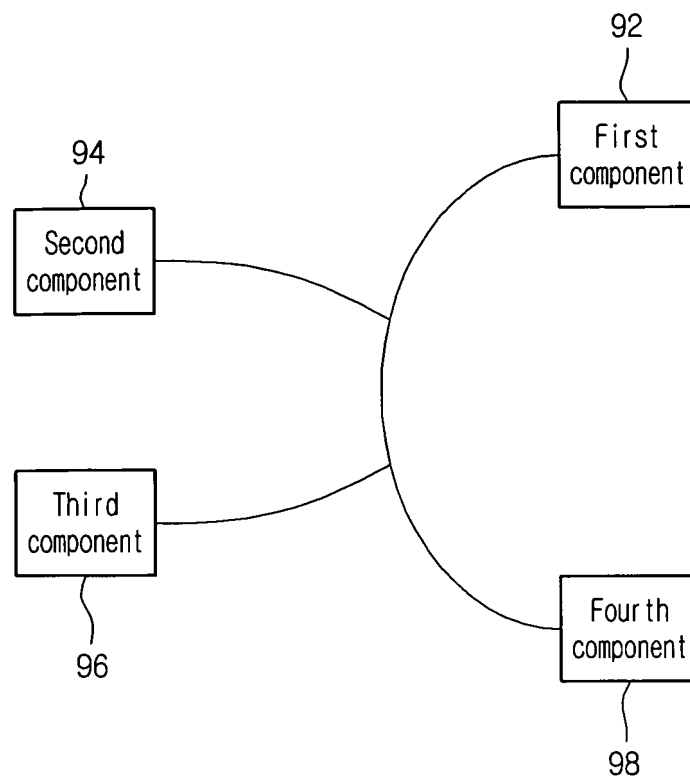 92
First
component
94
Second
component
Third
component
96
Fourth
component
98